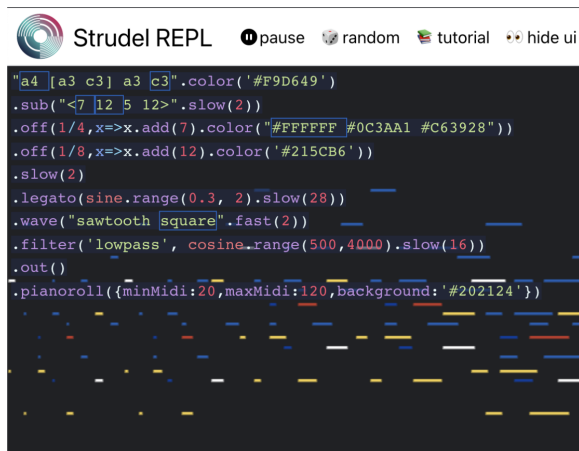 Strudel REPL pause random tutorial hide ui
"a4 [a3 c3] a3 c3".color('#F9D649')
.sub("<7 12 5 12>".slow(2))
.off(1/4,x=>x.add(7).color("#FFFFFF #0C3AA1 #C63928"))
.off(1/8,x=>x.add(12).color('#215CB6'))
.slow(2)
.legato(sine.range(0.3, 2).slow(28))
.wave("sawtooth square".fast(2))
.filter('lowpass', cosine.range(500,4000).slow(16))
.out()
.pianoroll({minMidi:20,maxMidi:120,background:'#202124'})